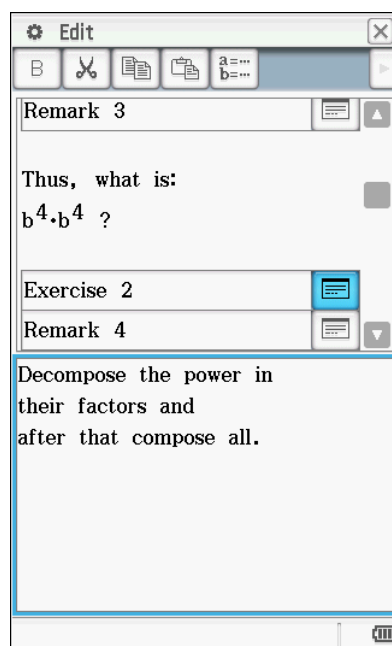 Edit
B a=... b=...
Remark 3
Thus, what is:
b⁴·b⁴ ?
Exercise 2
Remark 4
Decompose the power in
their factors and
after that compose all.